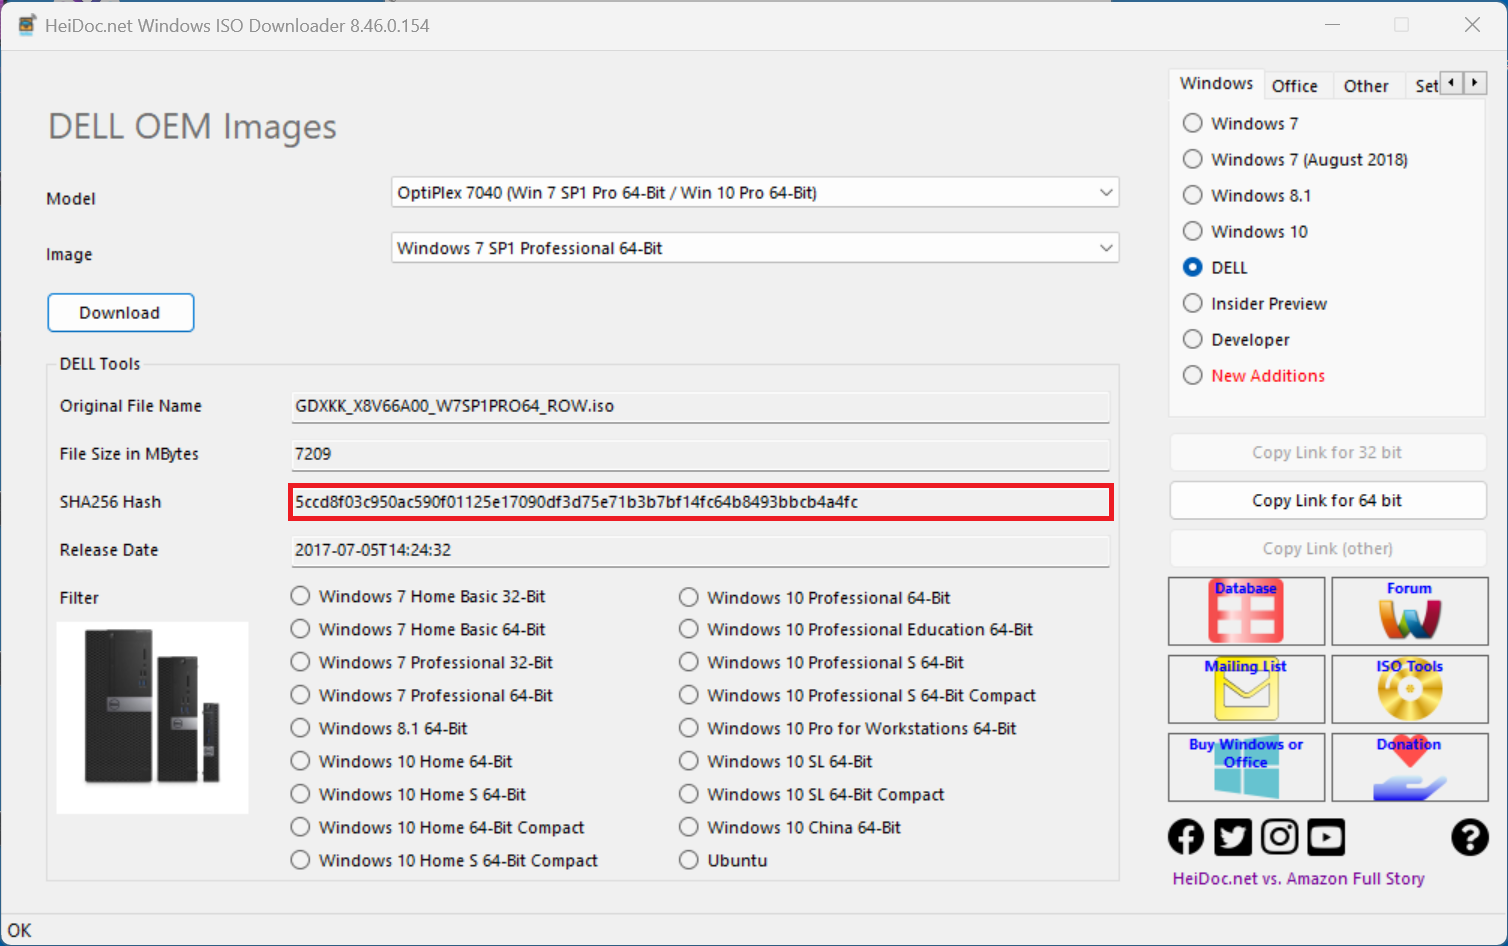 HeiDoc.net Windows ISO Downloader 8.46.0.154
DELL OEM Images
Model
OptiPlex 7040 (Win 7 SP1 Pro 64-Bit / Win 10 Pro 64-Bit)
Image
Windows 7 SP1 Professional 64-Bit
Download
DELL Tools
Original File Name
GDXKK_X8V66A00_W7SP1PRO64_ROW.iso
File Size in MBytes
7209
SHA256 Hash
5ccd8f03c950ac590f01125e17090df3d75e71b3b7bf14fc64b8493bbcb4a4fc
Release Date
2017-07-05T14:24:32
Filter
Windows 7 Home Basic 32-Bit
Windows 7 Home Basic 64-Bit
Windows 7 Professional 32-Bit
Windows 7 Professional 64-Bit
Windows 8.1 64-Bit
Windows 10 Home 64-Bit
Windows 10 Home S 64-Bit
Windows 10 Home 64-Bit Compact
Windows 10 Home S 64-Bit Compact
Windows 10 Professional 64-Bit
Windows 10 Professional Education 64-Bit
Windows 10 Professional S 64-Bit
Windows 10 Professional S 64-Bit Compact
Windows 10 Pro for Workstations 64-Bit
Windows 10 SL 64-Bit
Windows 10 SL 64-Bit Compact
Windows 10 China 64-Bit
Ubuntu
Windows Office Other Set
Windows 7
Windows 7 (August 2018)
Windows 8.1
Windows 10
DELL
Insider Preview
Developer
New Additions
Copy Link for 32 bit
Copy Link for 64 bit
Copy Link (other)
Database
Forum
Mailing List
ISO Tools
Buy Windows or
Office
Donation
HeiDoc.net vs. Amazon Full Story
OK